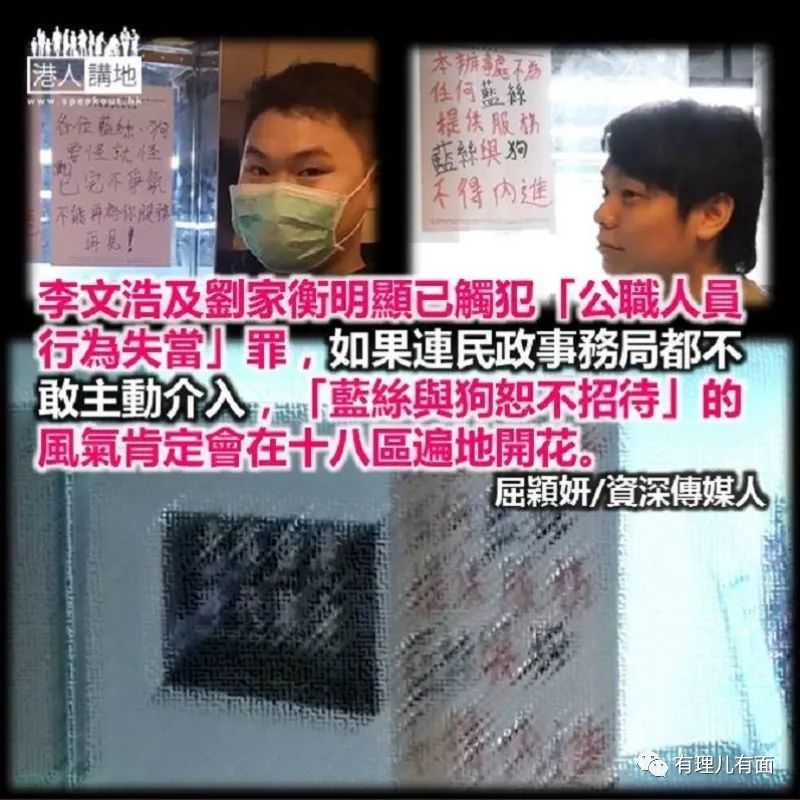 港人講地
www.speakout.hk
各位藍絲、狗
要怪就怪
自己不爭氣
不能再為你服務
再見！
本辦事處不為
任何藍絲
提供服務
藍絲與狗
不得內進
李文浩及劉家衡明顯已觸犯「公職人員
行為失當」罪，如果連民政事務局都不
敢主動介入，「藍絲與狗恕不招待」的
風氣肯定會在十八區遍地開花。
屈穎妍/資深傳媒人
有理儿有面